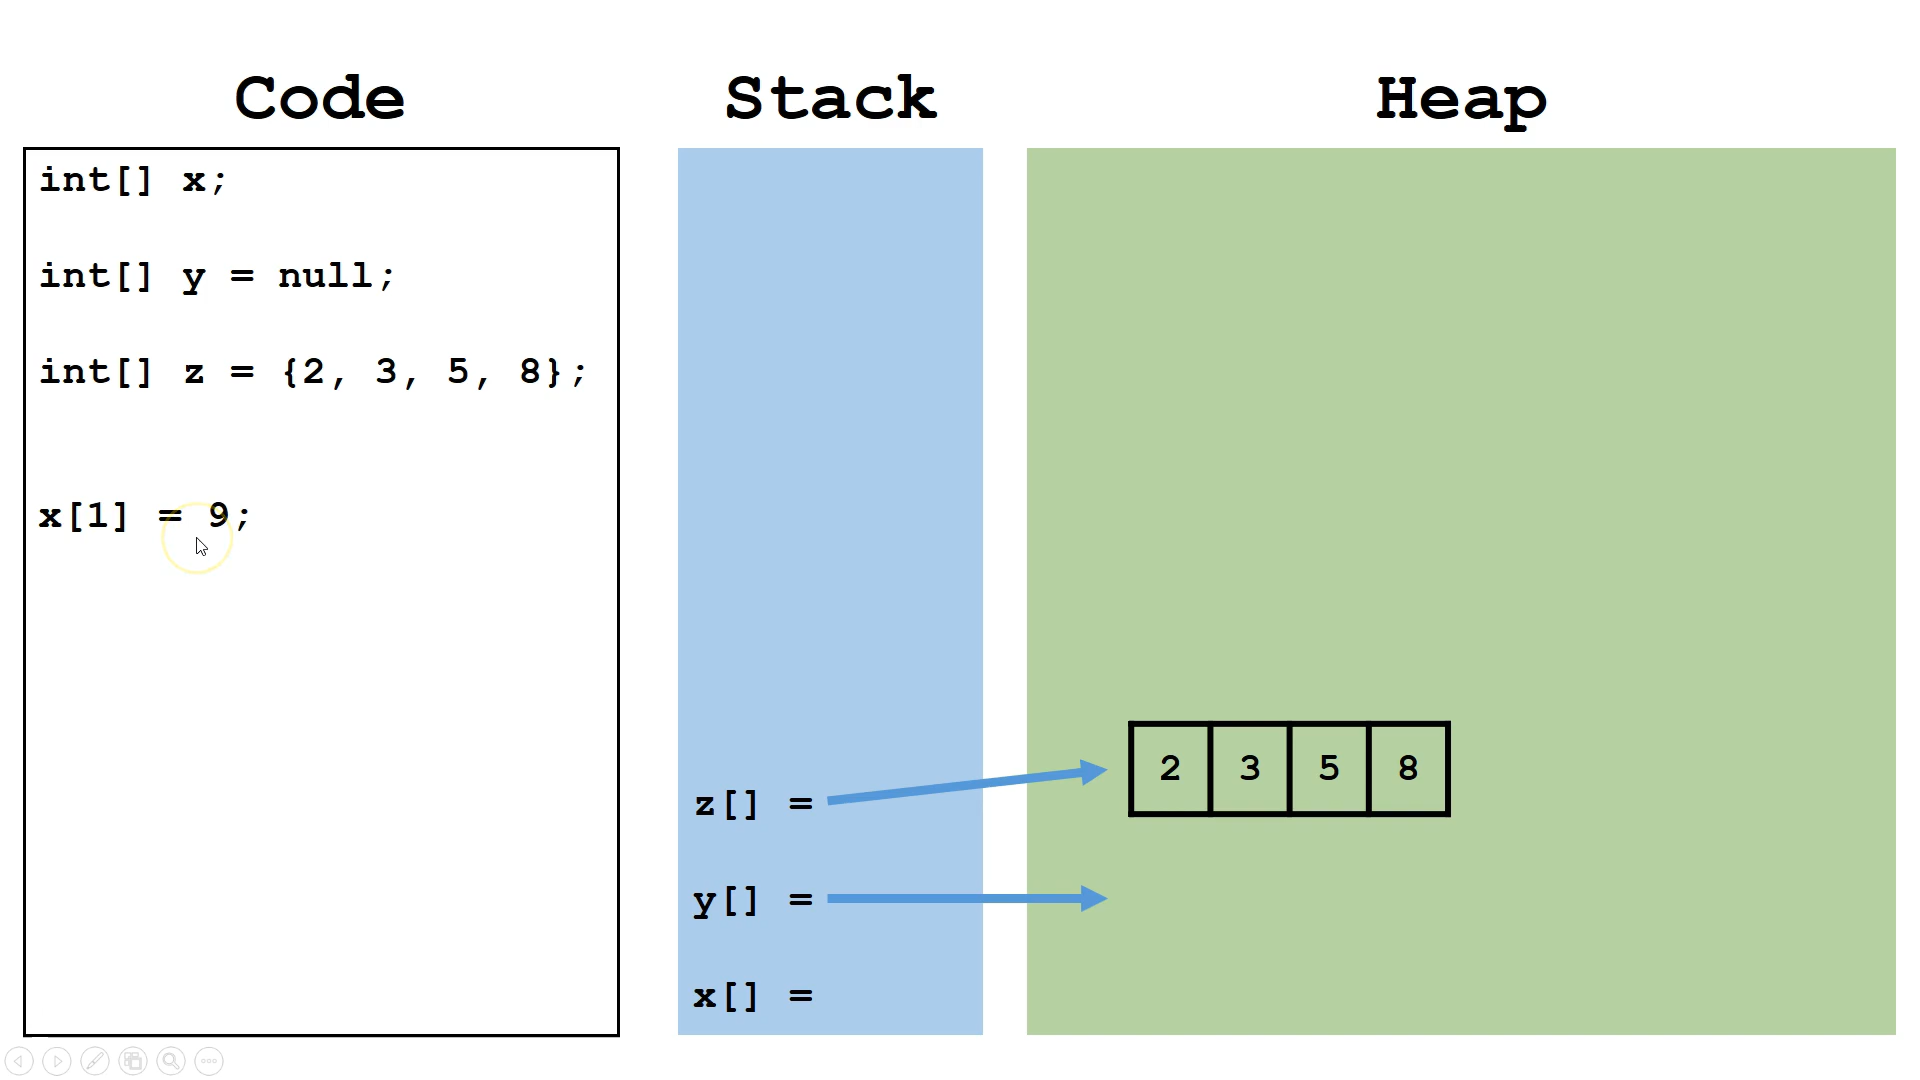 Code
int[] x;
int[] y = null;
int[] z = {2, 3, 5, 8};
x[1] = 9;
Stack
z[] =
y[] =
x[] =
Heap
2 3 5 8